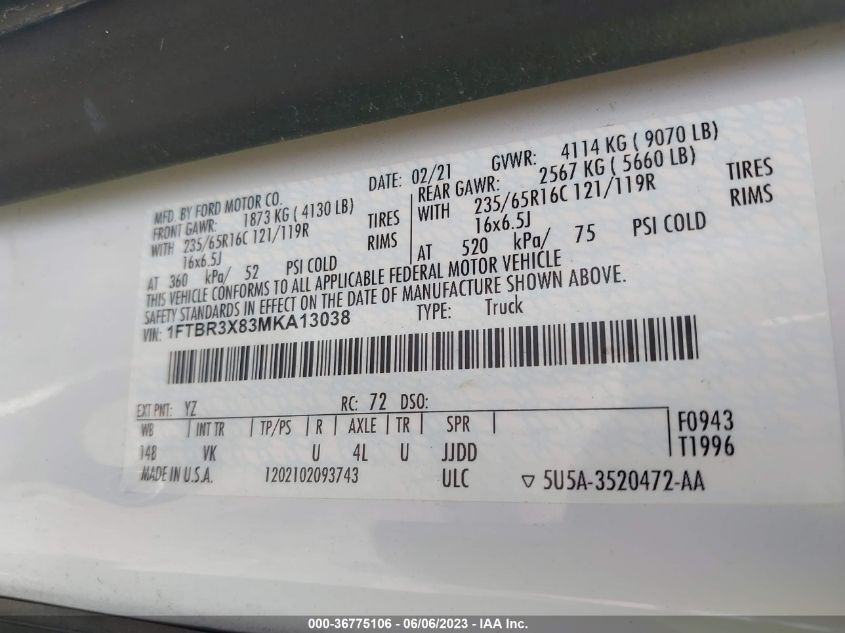 MFD. BY FORD MOTOR CO.
DATE: 02/21
GVWR: 4114 KG ( 9070 LB)
FRONT GAWR: 1873 KG ( 4130 LB)
WITH 235/65R16C 121/119R TIRES
16x6.5J RIMS
AT 360 kPa/ 52 PSI COLD
REAR GAWR: 2567 KG ( 5660 LB)
WITH 235/65R16C 121/119R TIRES
16x6.5J RIMS
AT 520 kPa/ 75 PSI COLD
THIS VEHICLE CONFORMS TO ALL APPLICABLE FEDERAL MOTOR VEHICLE
SAFETY STANDARDS IN EFFECT ON THE DATE OF MANUFACTURE SHOWN ABOVE.
VIN: 1FTBR3X83MKA13038
TYPE: Truck
EXT PNT: YZ RC: 72 DSO:
WB INT TR TP/PS R AXLE TR SPR
148 VK U 4L U JJDD
F0943
T1996
MADE IN U.S.A. 1202102093743 ULC ▽ 5U5A-3520472-AA
000-36775106 - 06/06/2023 - IAA Inc.